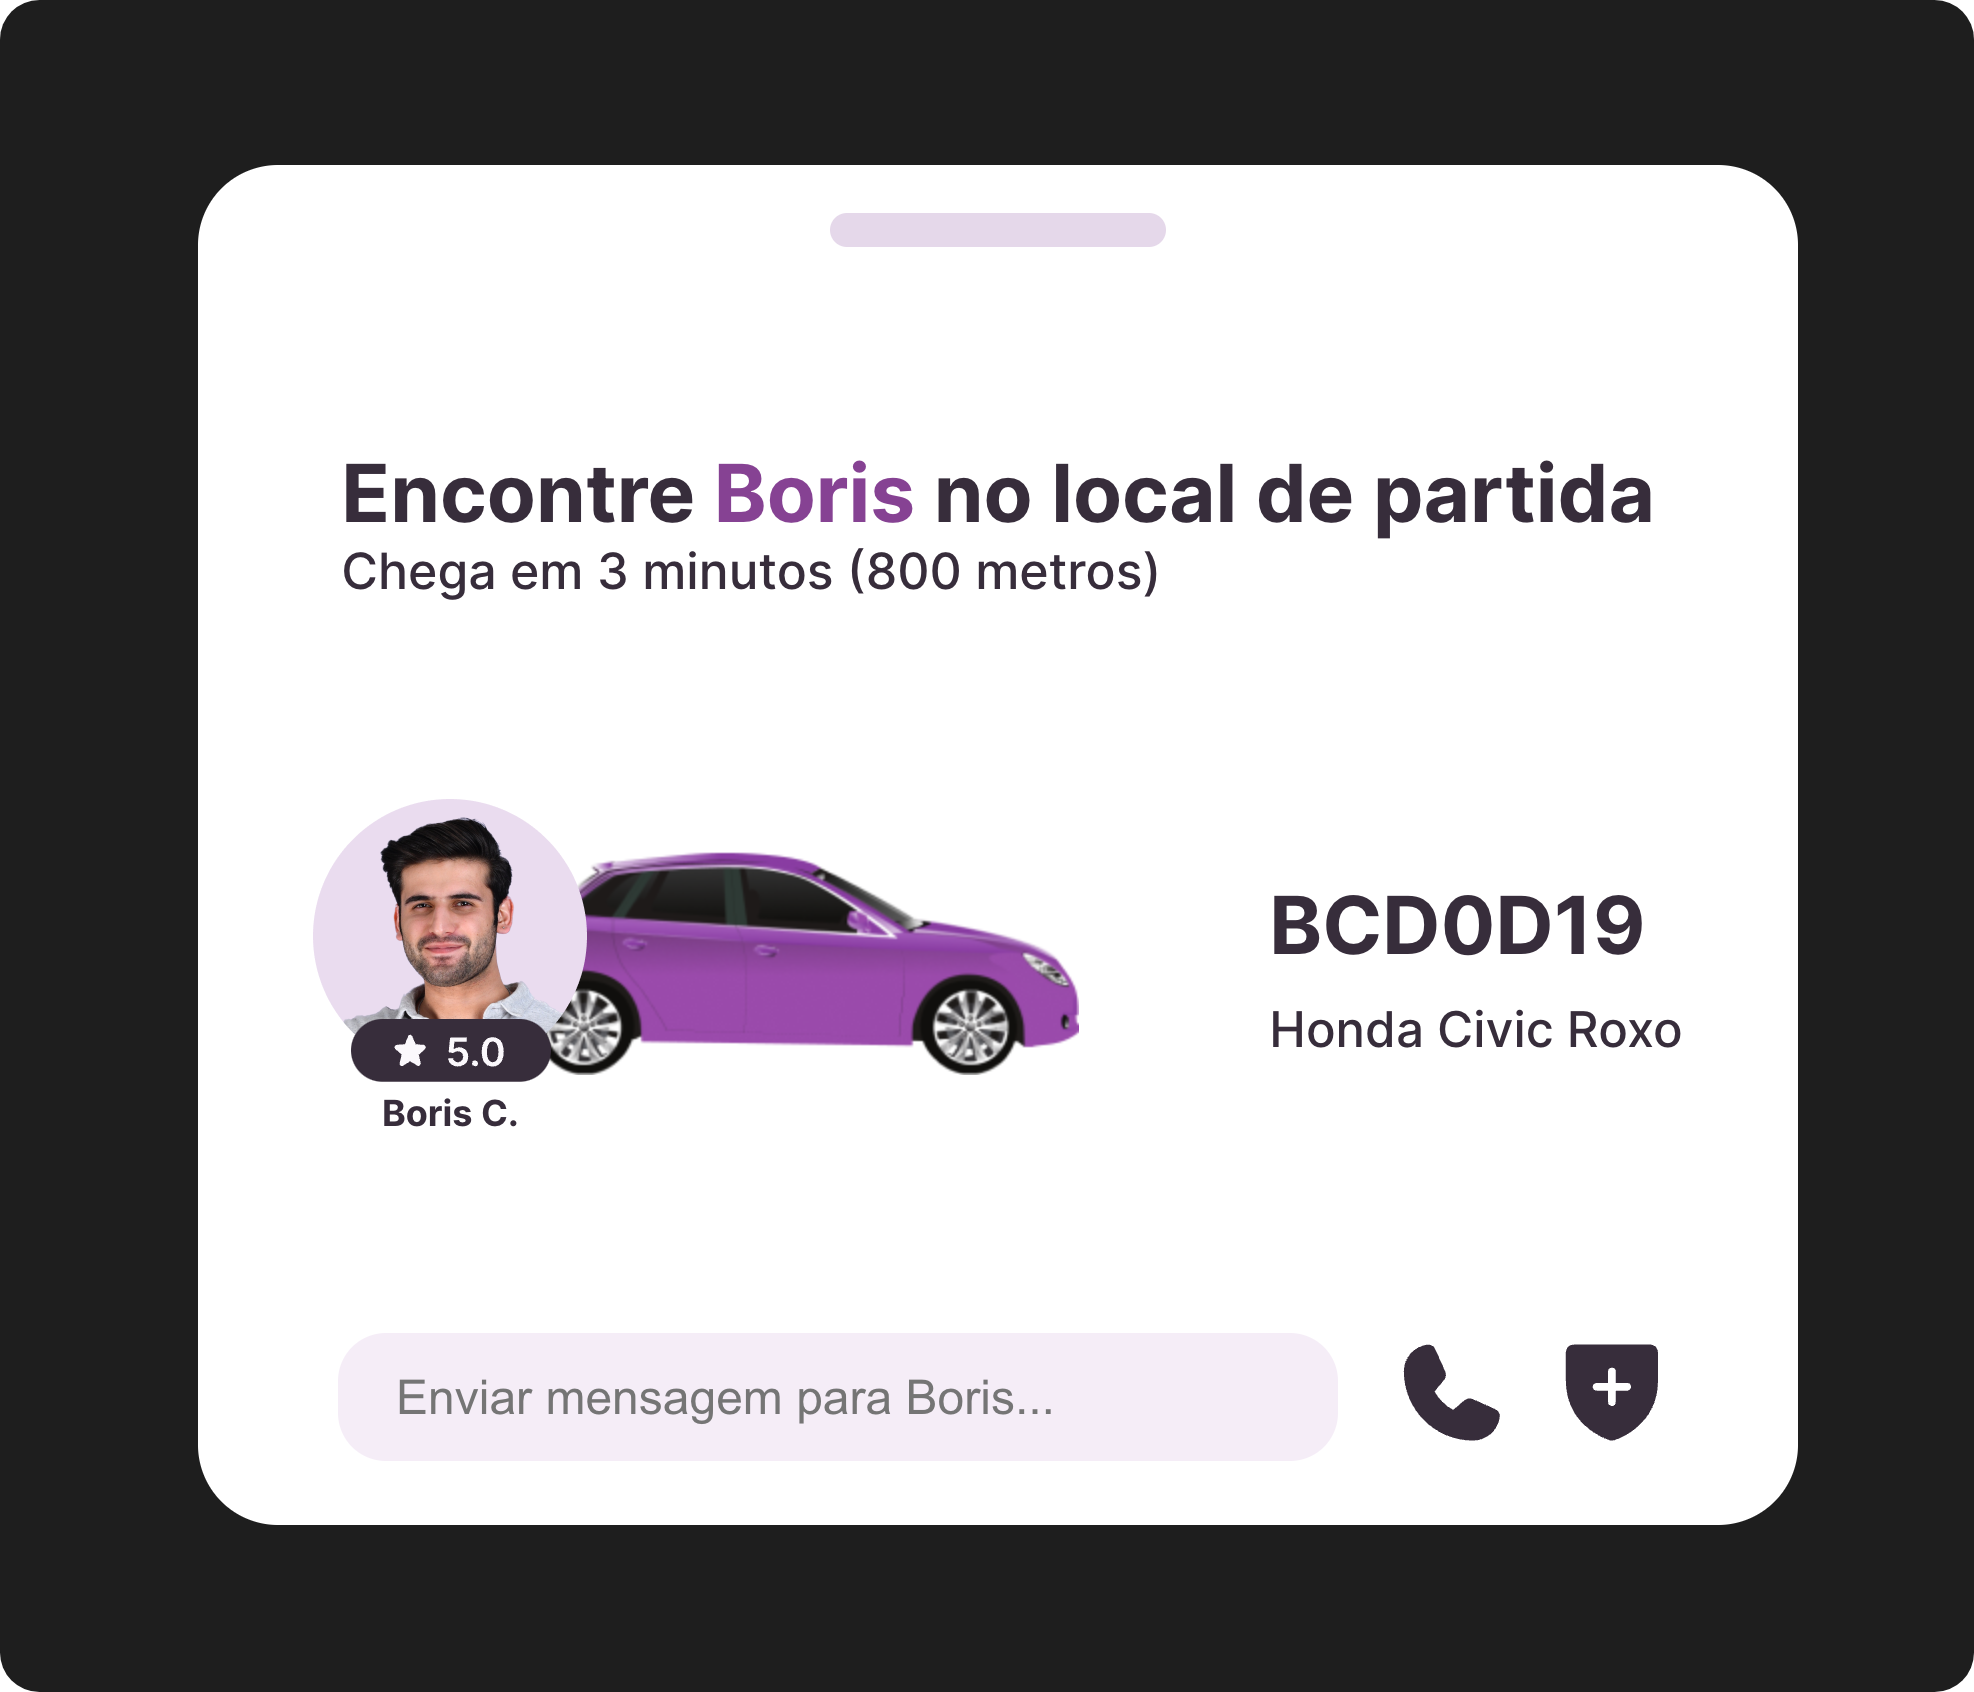 Encontre Boris no local de partida
Chega em 3 minutos (800 metros)
BCD0D19
Honda Civic Roxo
5.0
Boris C.
Enviar mensagem para Boris...